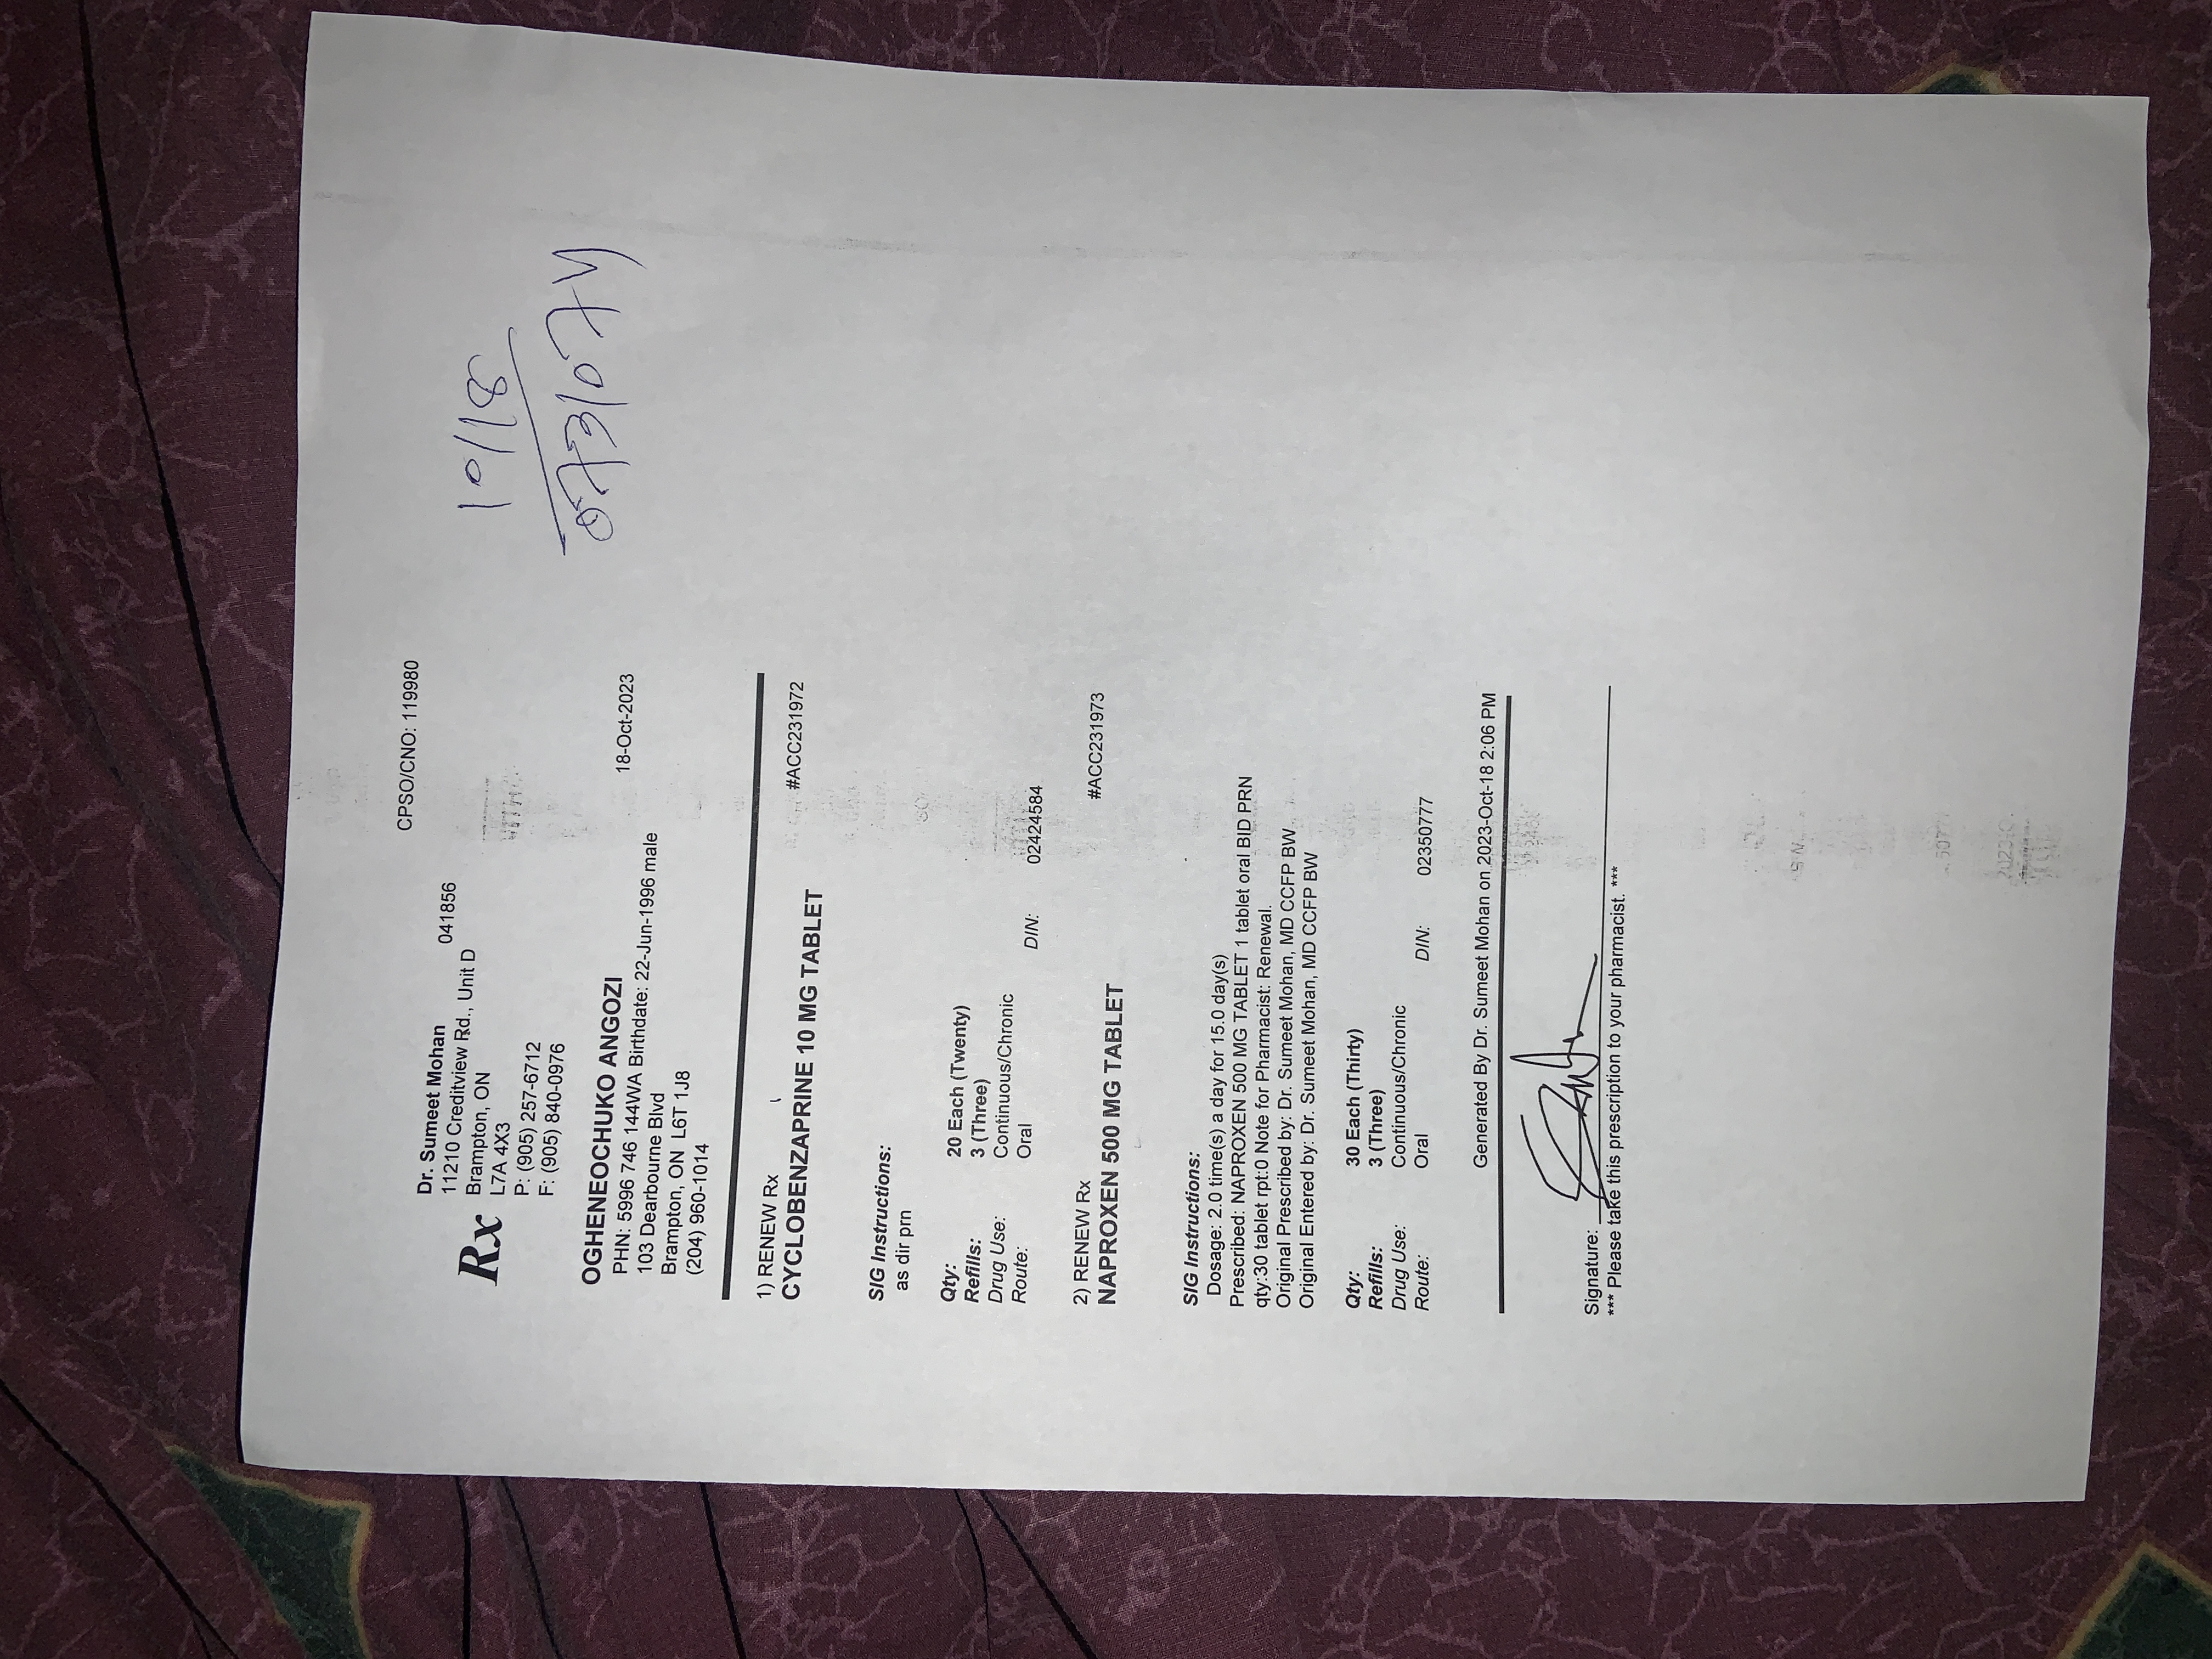 CPSO/CNO: 119980
Dr. Sumeet Mohan 041856
Rx
11210 Creditview Rd., Unit D
Brampton, ON
L7A 4X3
P: (905) 257-6712
F: (905) 840-0976
10/18
OGHENEOCHUKO ANGOZI
18-Oct-2023
PHN: 5996 746 144WA Birthdate: 22-Jun-1996 male
103 Dearbourne Blvd
Brampton, ON L6T 1J8
(204) 960-1014
1) RENEW Rx #ACC231972
CYCLOBENZAPRINE 10 MG TABLET
SIG Instructions:
as dir prn
Qty: 20 Each (Twenty)
Refills: 3 (Three)
Drug Use: Continuous/Chronic
Route: Oral DIN: 02424584
2) RENEW Rx #ACC231973
NAPROXEN 500 MG TABLET
SIG Instructions:
Dosage: 2.0 time(s) a day for 15.0 day(s)
Prescribed: NAPROXEN 500 MG TABLET 1 tablet oral BID PRN
qty:30 tablet rpt:0 Note for Pharmacist: Renewal.
Original Prescribed by: Dr. Sumeet Mohan, MD CCFP BW
Original Entered by: Dr. Sumeet Mohan, MD CCFP BW
Qty: 30 Each (Thirty)
Refills: 3 (Three)
Drug Use: Continuous/Chronic
Route: Oral DIN: 02350777
Generated By Dr. Sumeet Mohan on 2023-Oct-18 2:06 PM
Signature:
*** Please take this prescription to your pharmacist. ***